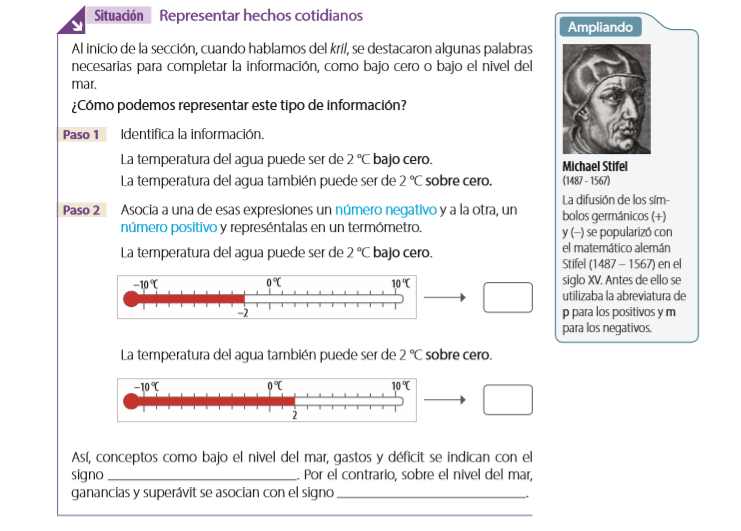 Situación Representar hechos cotidianos
Al inicio de la sección, cuando hablamos del kril, se destacaron algunas palabras
necesarias para completar la información, como bajo cero o bajo el nivel del
mar.
¿Cómo podemos representar este tipo de información?
Paso 1 Identifica la información.
La temperatura del agua puede ser de 2 °C bajo cero.
La temperatura del agua también puede ser de 2 °C sobre cero.
Paso 2 Asocia a una de esas expresiones un número negativo y a la otra, un
número positivo y represéntalas en un termómetro.
La temperatura del agua puede ser de 2 °C bajo cero.
–10 °C 0 °C 10 °C
–2
La temperatura del agua también puede ser de 2 °C sobre cero.
–10 °C 0 °C 10 °C
2
Así, conceptos como bajo el nivel del mar, gastos y déficit se indican con el
signo ______________________. Por el contrario, sobre el nivel del mar,
ganancias y superávit se asocian con el signo ______________________.
Ampliando
Michael Stifel
(1487 - 1567)
La difusión de los sím-
bolos germánicos (+)
y (–) se popularizó con
el matemático alemán
Stifel (1487 – 1567) en el
siglo XV. Antes de ello se
utilizaba la abreviatura de
p para los positivos y m
para los negativos.